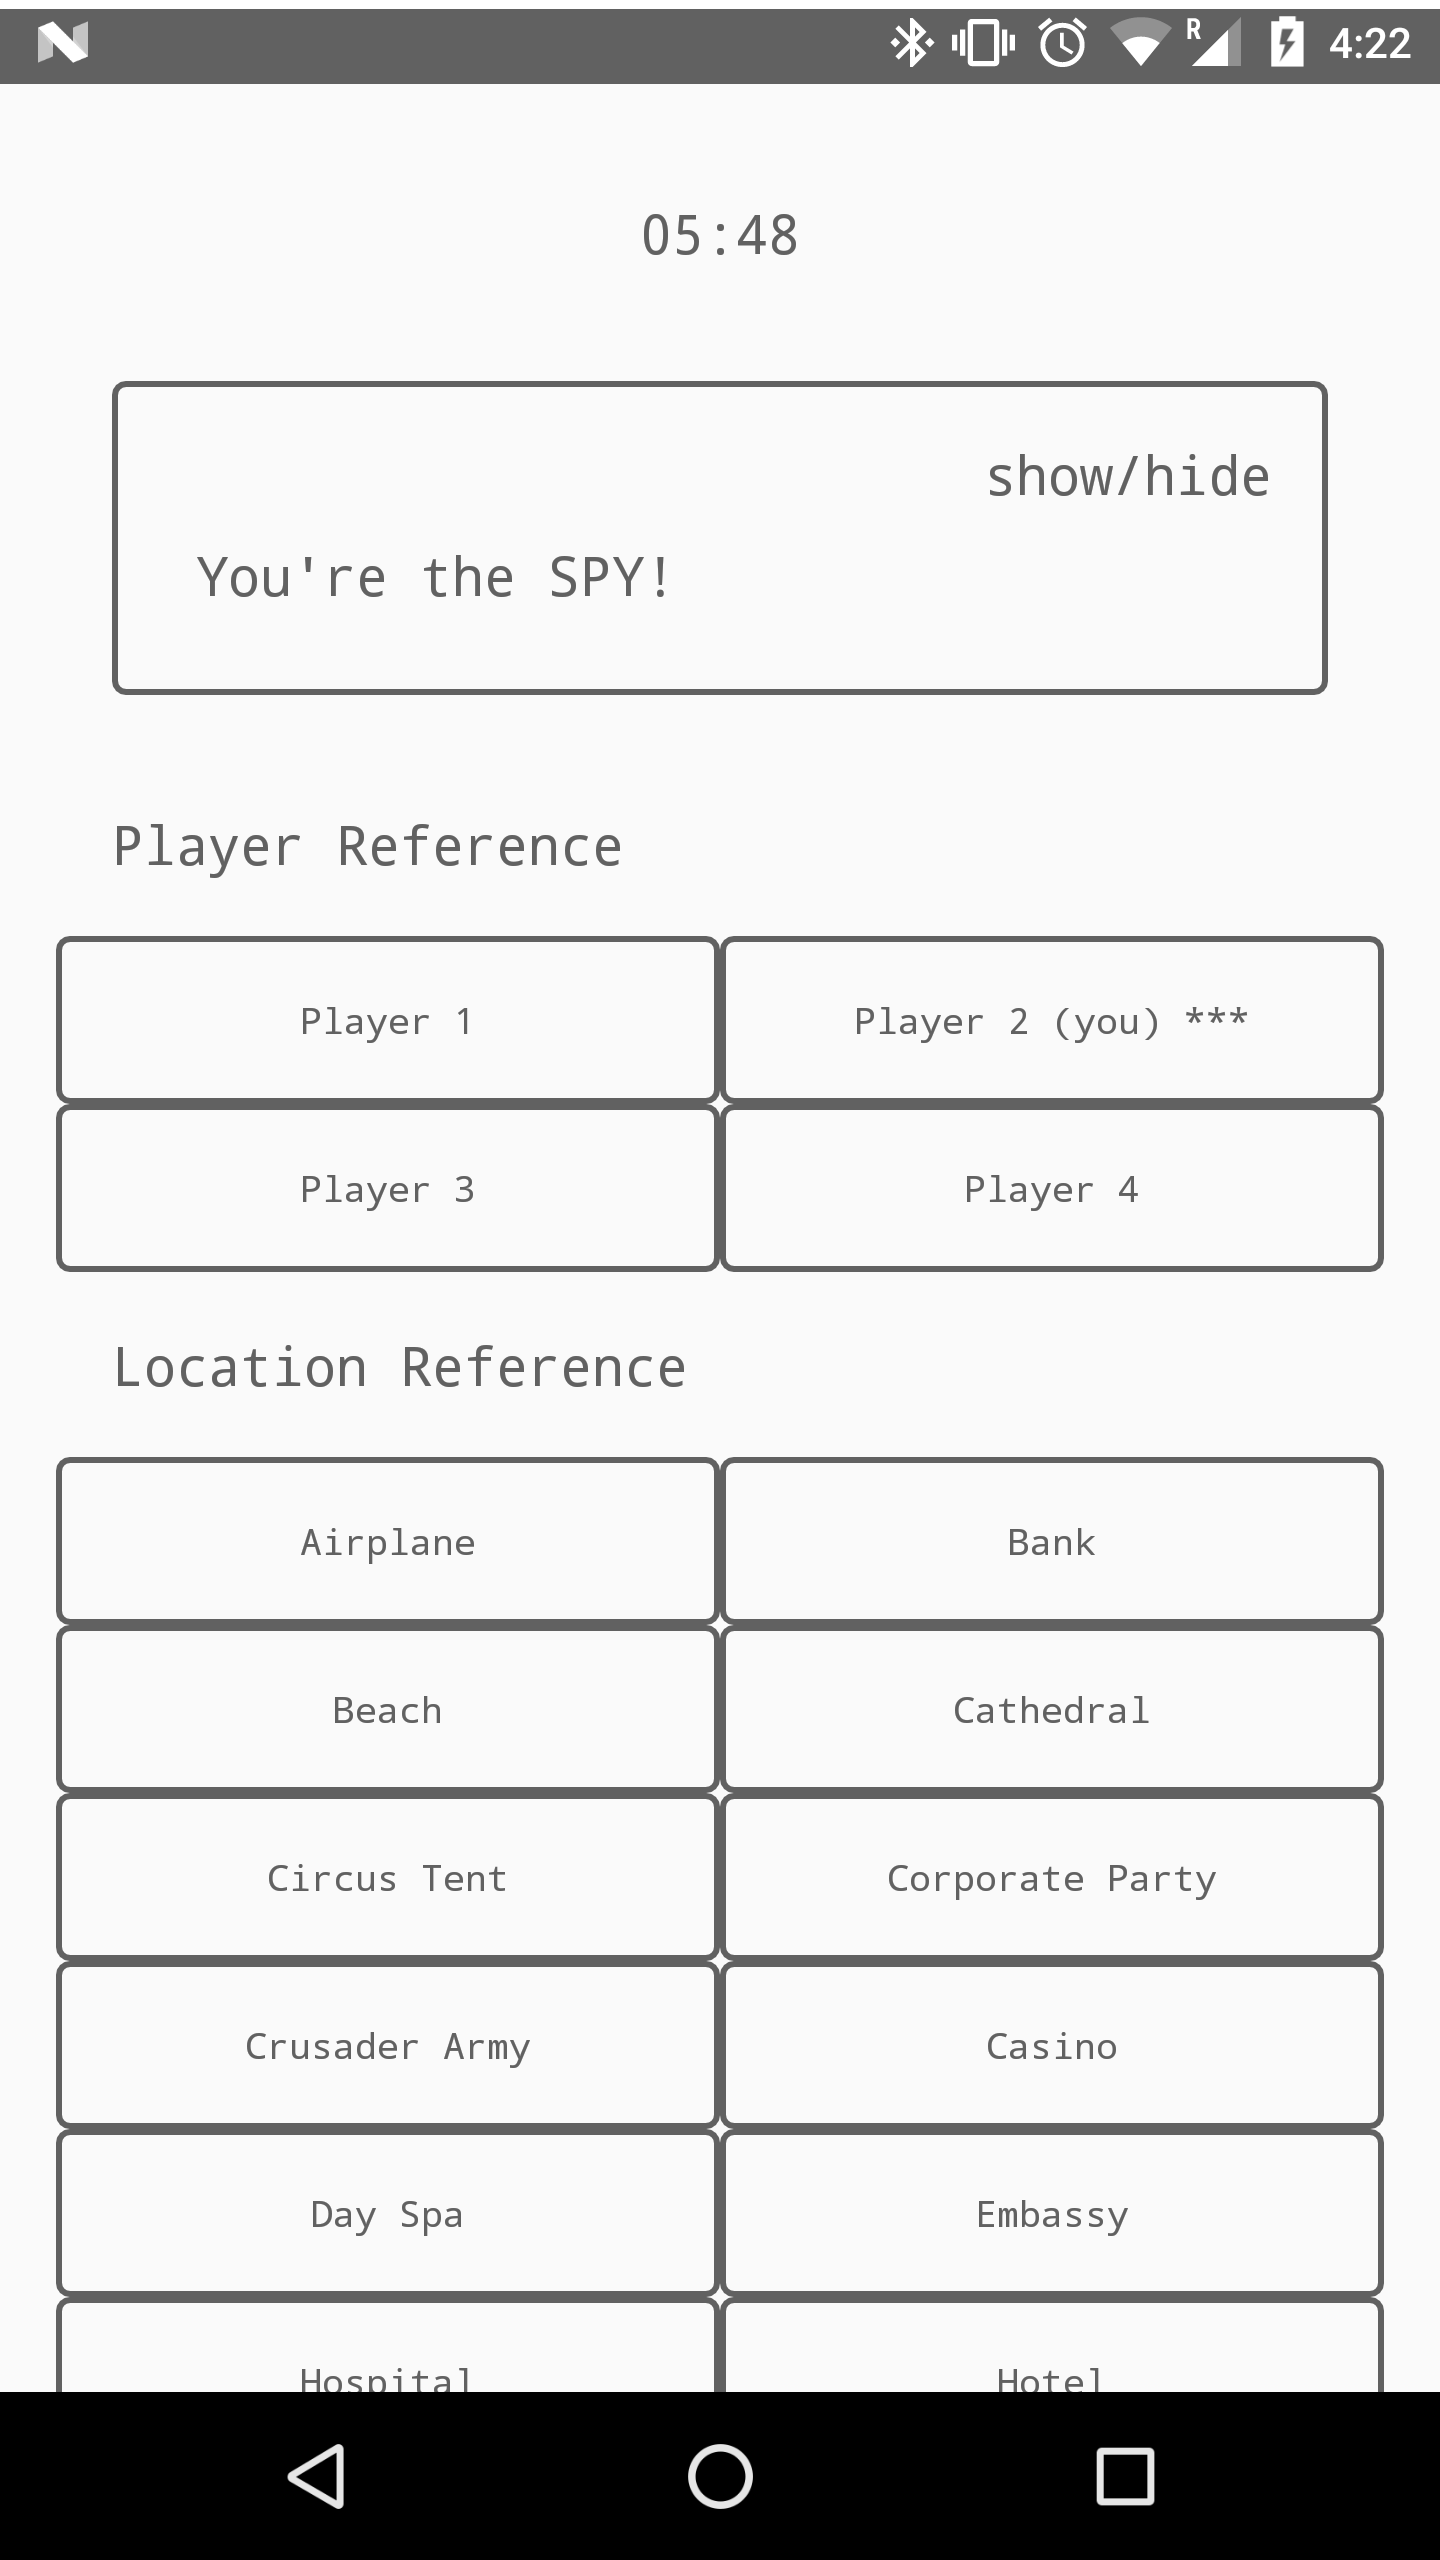 R 4:22
05:48
show/hide
You're the SPY!
Player Reference
Player 1
Player 2 (you) ***
Player 3
Player 4
Location Reference
Airplane
Bank
Beach
Cathedral
Circus Tent
Corporate Party
Crusader Army
Casino
Day Spa
Embassy
Hospital
Hotel